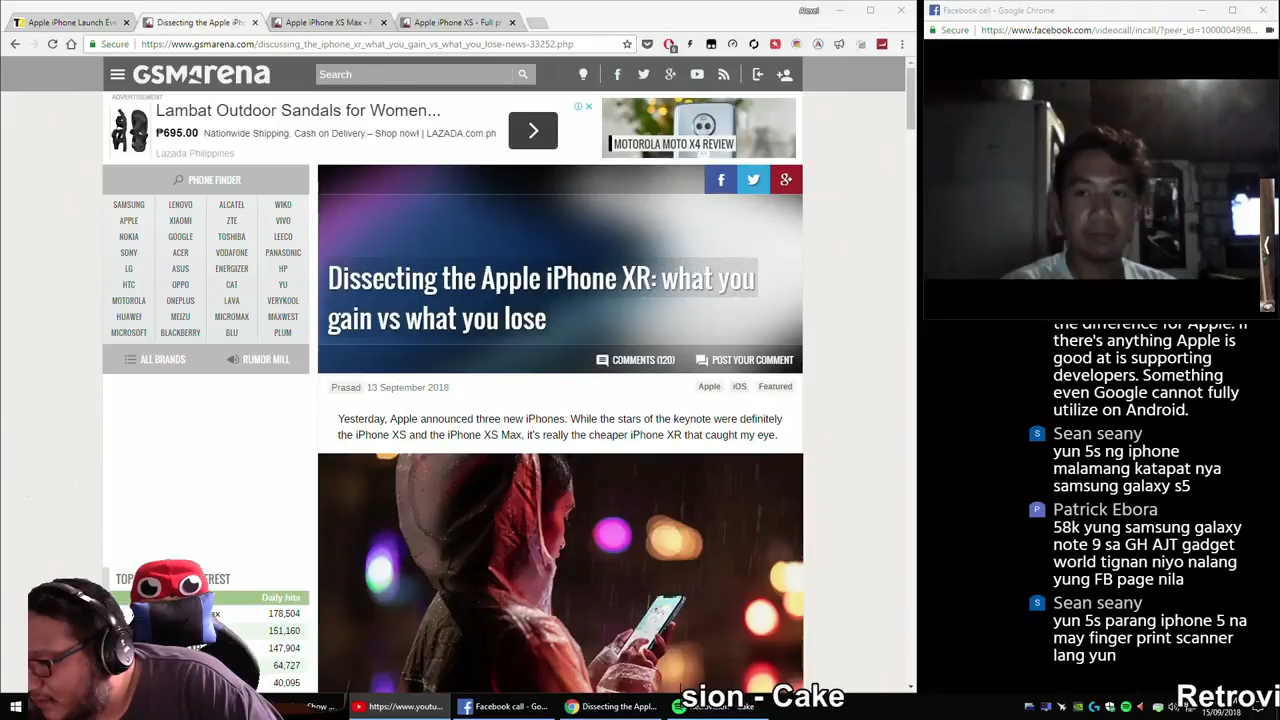 Apple iPhone Launch Eve
Dissecting the Apple iPh
Apple iPhone XS Max -
Apple iPhone XS - Full p
Alexei
Secure
https://www.gsmarena.com/discussing_the_iphone_xr_what_you_gain_vs_what_you_lose-news-33252.php
GSMArena
Search
ADVERTISEMENT
Lambat Outdoor Sandals for Women...
₱695.00 Nationwide Shipping. Cash on Delivery.– Shop now! | LAZADA.com.ph
Lazada Philippines
MOTOROLA MOTO X4 REVIEW
PHONE FINDER
SAMSUNG LENOVO ALCATEL WIKO
APPLE XIAOMI ZTE VIVO
NOKIA GOOGLE TOSHIBA LEECO
SONY ACER VODAFONE PANASONIC
LG ASUS ENERGIZER HP
HTC OPPO CAT YU
MOTOROLA ONEPLUS LAVA VERYKOOL
HUAWEI MEIZU MICROMAX MAXWEST
MICROSOFT BLACKBERRY BLU PLUM
ALL BRANDS RUMOR MILL
Dissecting the Apple iPhone XR: what you
gain vs what you lose
COMMENTS (120) POST YOUR COMMENT
Prasad 13 September 2018
Apple iOS Featured
Yesterday, Apple announced three new iPhones. While the stars of the keynote were definitely
the iPhone XS and the iPhone XS Max, it's really the cheaper iPhone XR that caught my eye.
TOP
EREST
Daily hits
178,504
151,160
147,904
64,727
40,095
Facebook call - Google Chrome
Secure
https://www.facebook.com/videocall/incall/?peer_id=1000004998...
the difference for Apple. If
there's anything Apple is
good at is supporting
developers. Something
even Google cannot fully
utilize on Android.
Sean seany
yun 5s ng iphone
malamang katapat nya
samsung galaxy s5
Patrick Ebora
58k yung samsung galaxy
note 9 sa GH AJT gadget
world tignan niyo nalang
yung FB page nila
Sean seany
yun 5s parang iphone 5 na
may finger print scanner
lang yun
sion - Cake
Retrovi
Show ...
https://www.youtu...
Facebook call - Go...
Dissecting the Appl...
15/09/2018